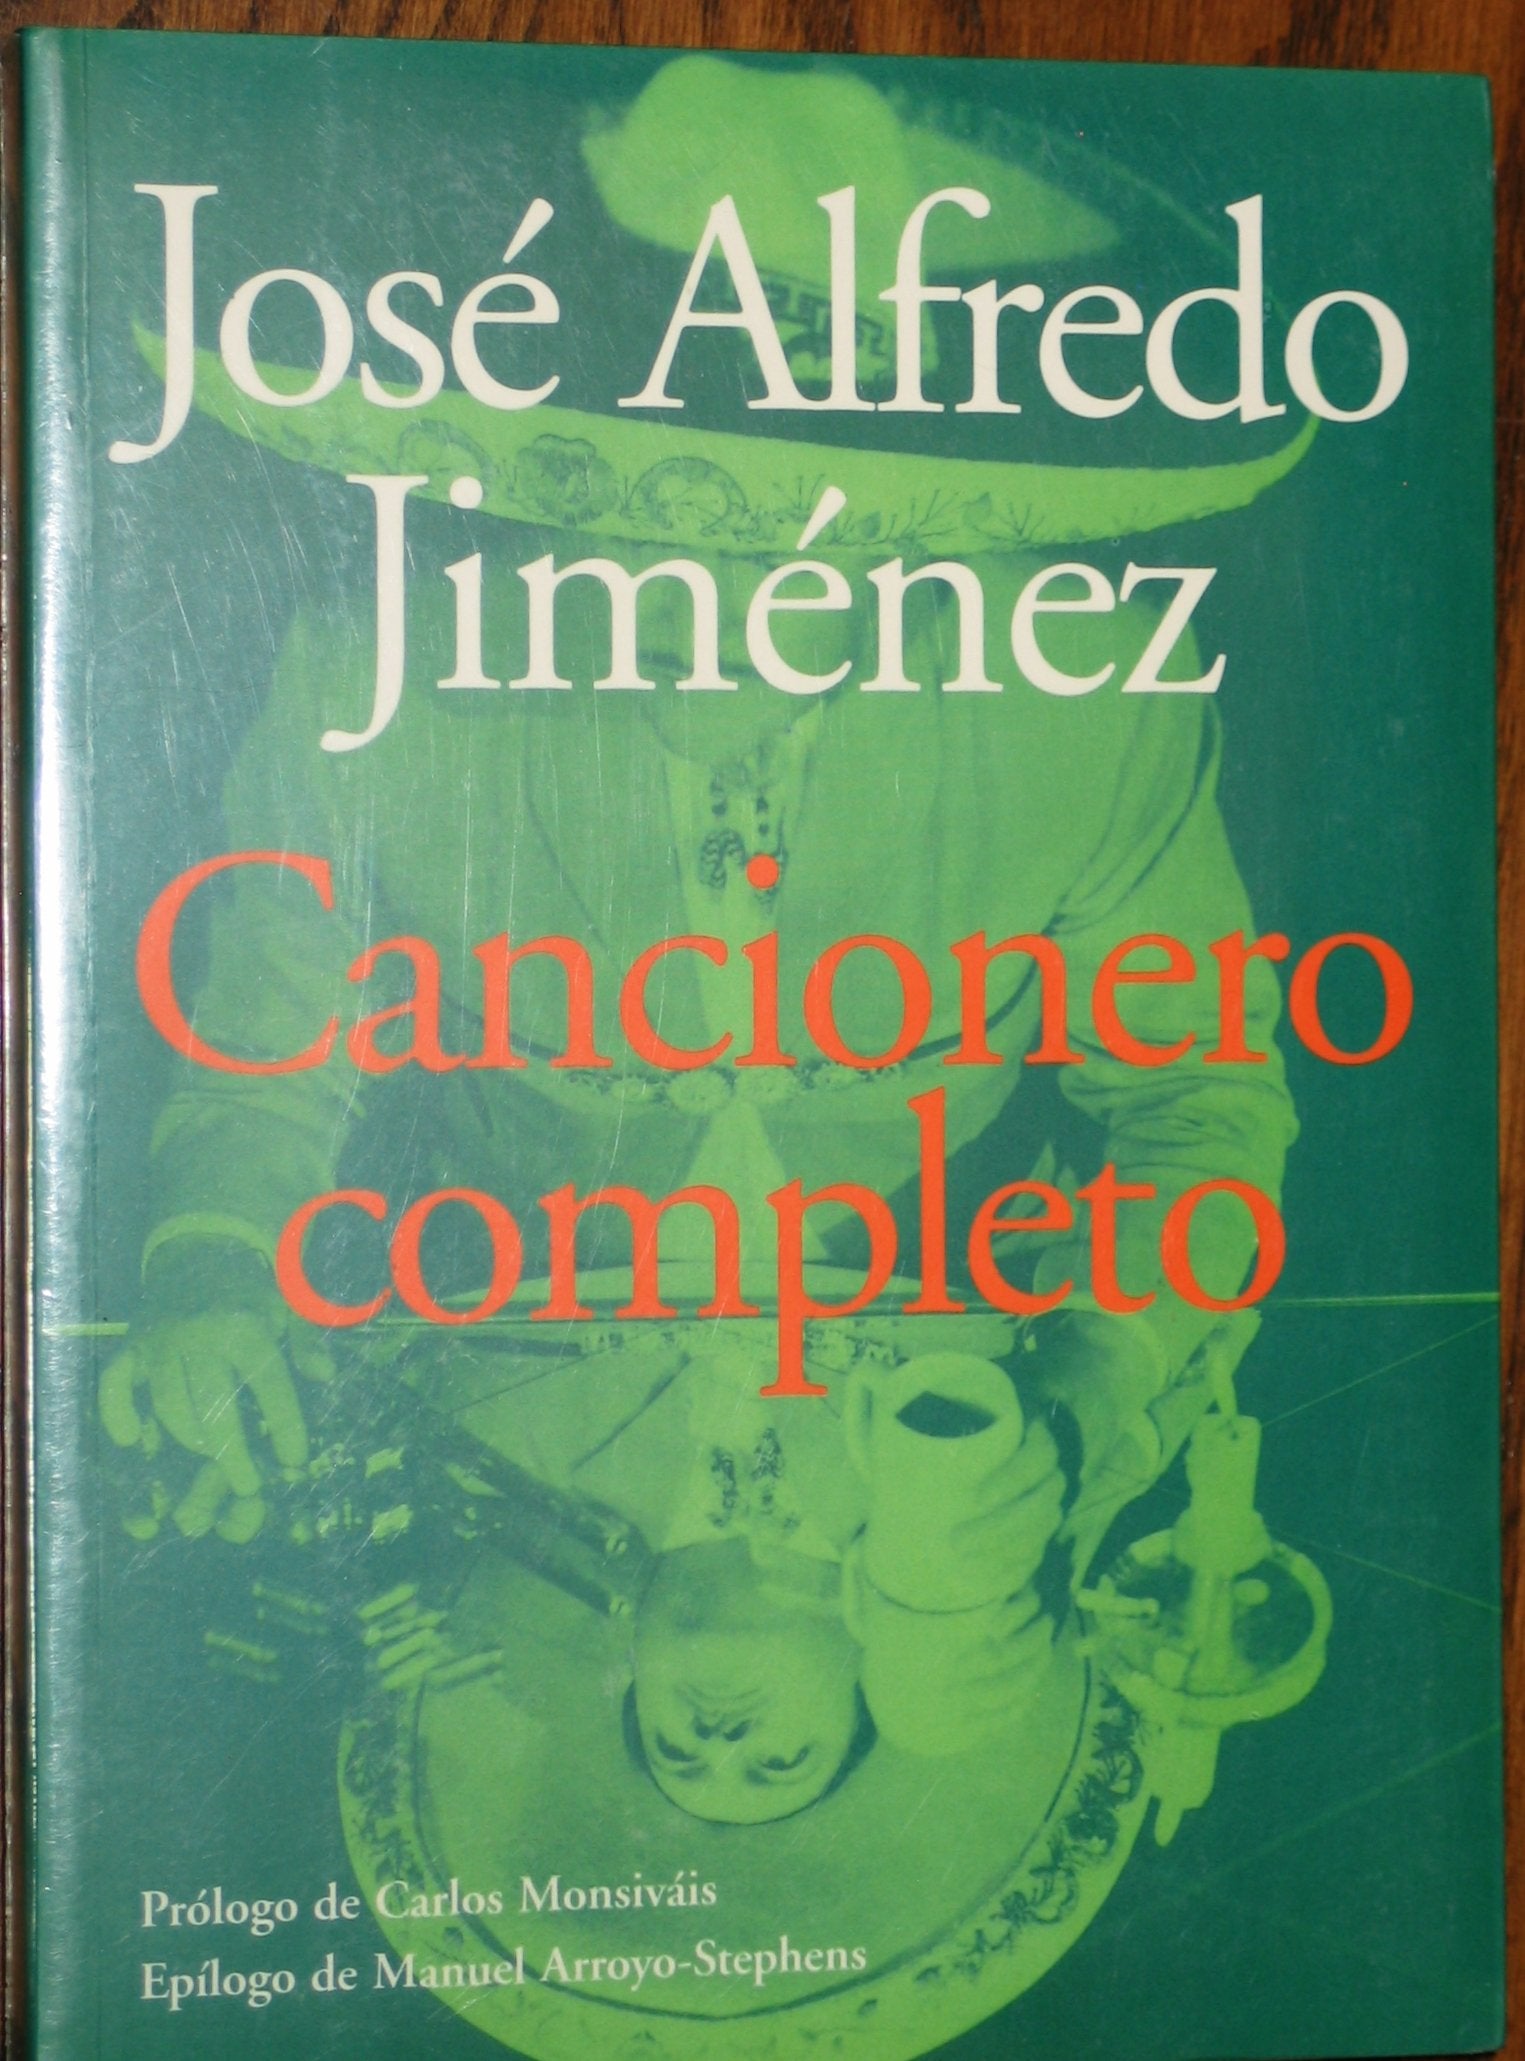 José Alfredo
Jiménez
Cancionero
completo
Prólogo de Carlos Monsiváis
Epílogo de Manuel Arroyo-Stephens